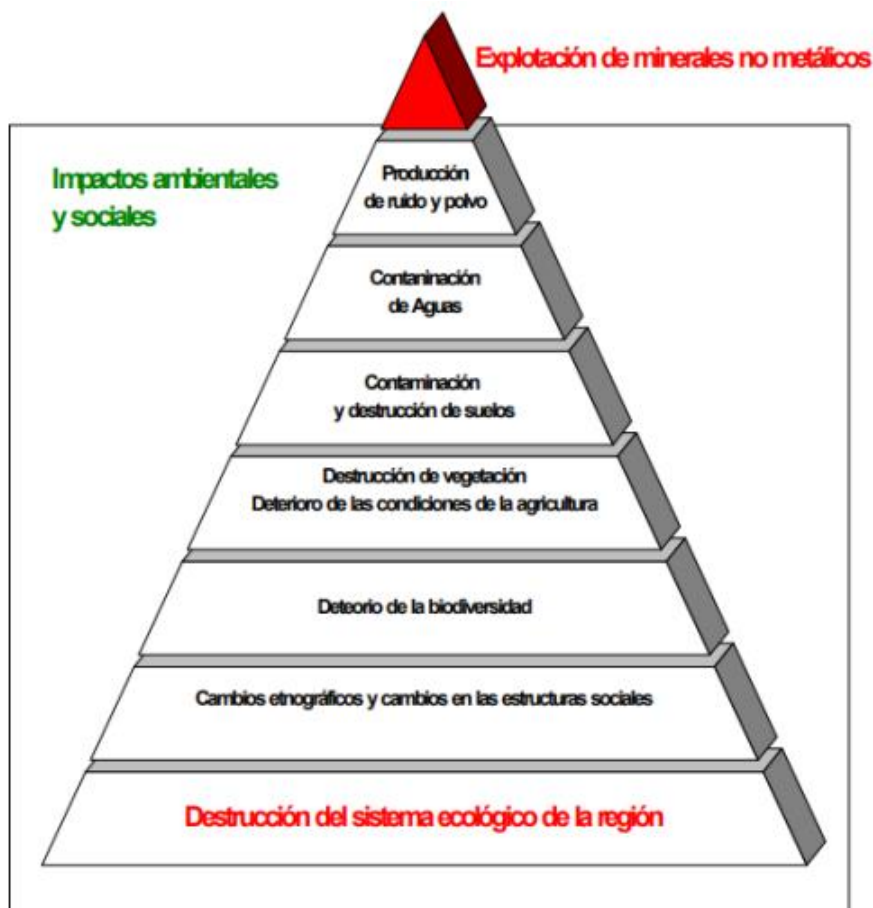 Explotación de minerales no metálicos
Impactos ambientales
y sociales
Producción
de ruido y polvo
Contaninación
de Aguas
Contaminación
y destrucción de suelos
Destrucción de vegetación
Deterioro de las condiciones de la agricultura
Deteorio de la biodiversidad
Cambios etnográficos y cambios en las estructuras sociales
Destrucción del sistema ecológico de la región